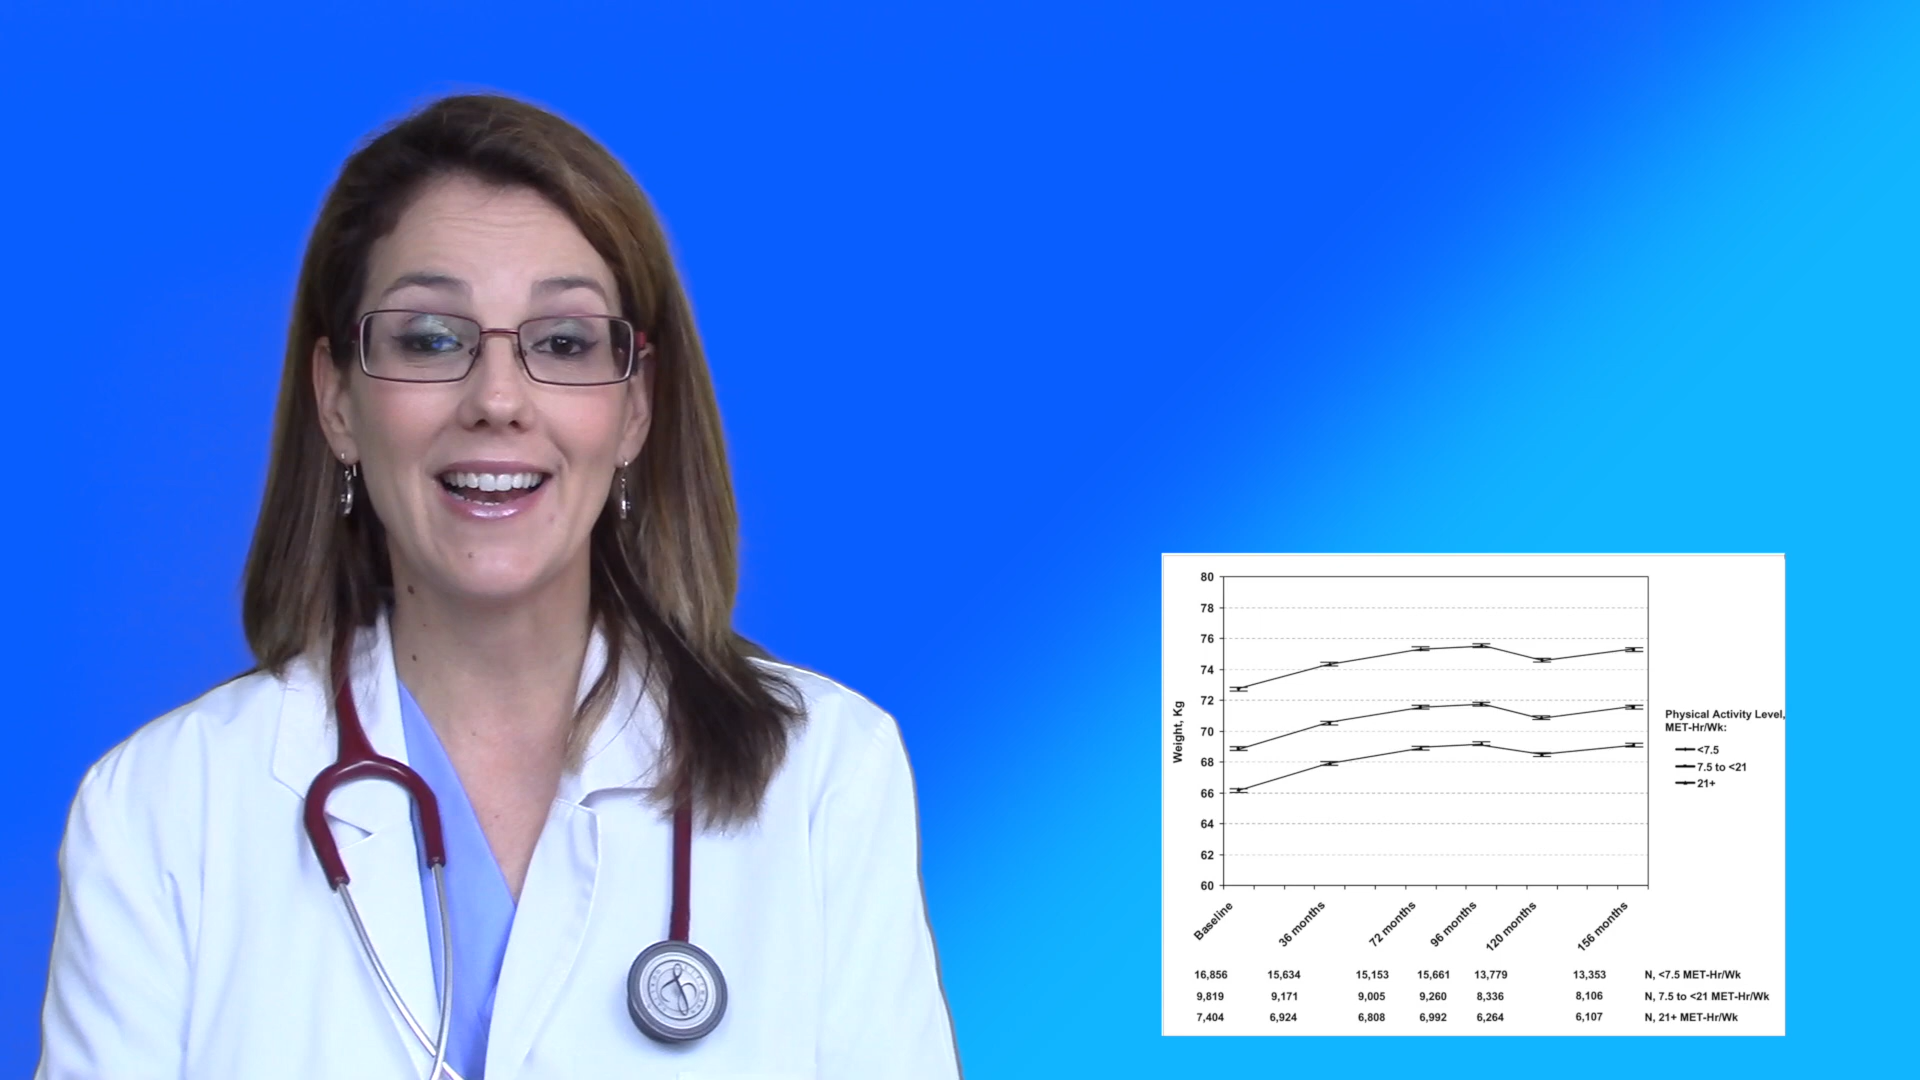 80
78
76
74
72
70
68
66
64
62
60
Weight, Kg
Baseline
36 months
72 months
96 months
120 months
156 months
Physical Activity Level,
MET-Hr/Wk:
<7.5
7.5 to <21
21+
16,856 15,634 15,153 15,661 13,779 13,353 N, <7.5 MET-Hr/Wk
9,819 9,171 9,005 9,260 8,336 8,106 N, 7.5 to <21 MET-Hr/Wk
7,404 6,924 6,808 6,992 6,264 6,107 N, 21+ MET-Hr/Wk